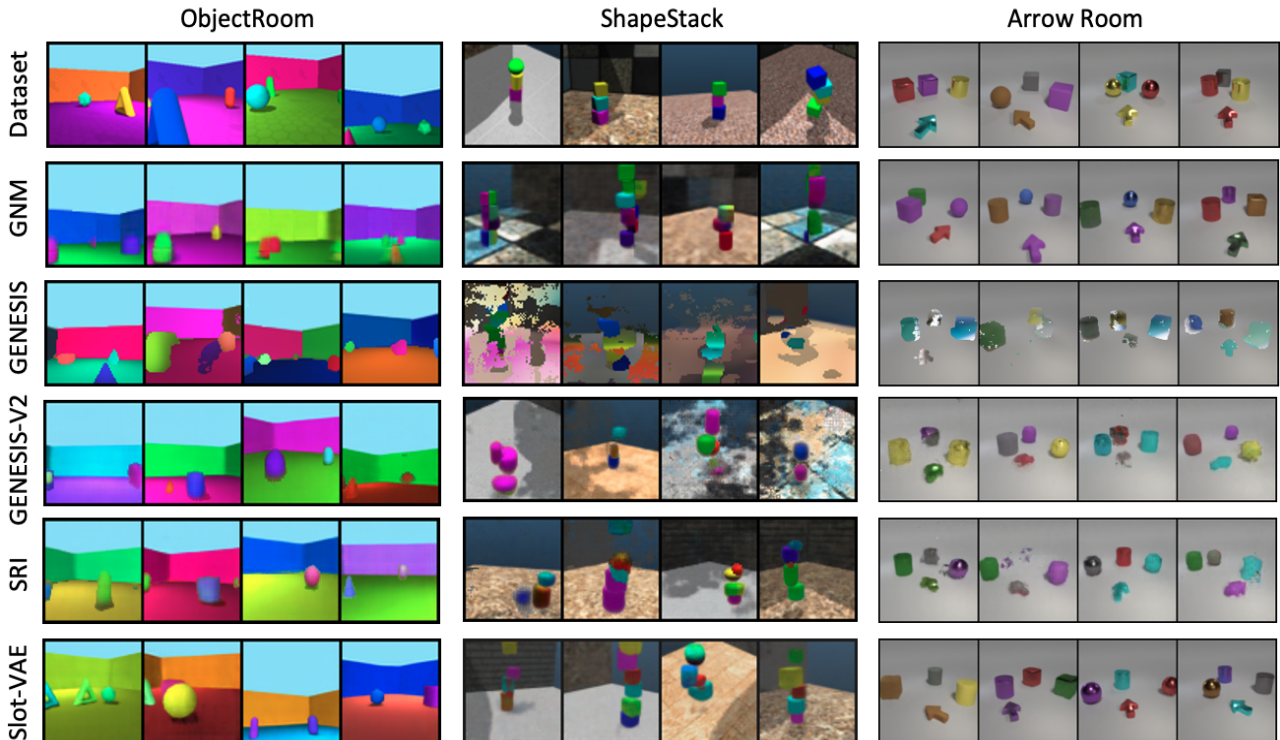 ObjectRoom
ShapeStack
Arrow Room
Dataset
GNM
GENESIS
GENESIS-V2
SRI
Slot-VAE